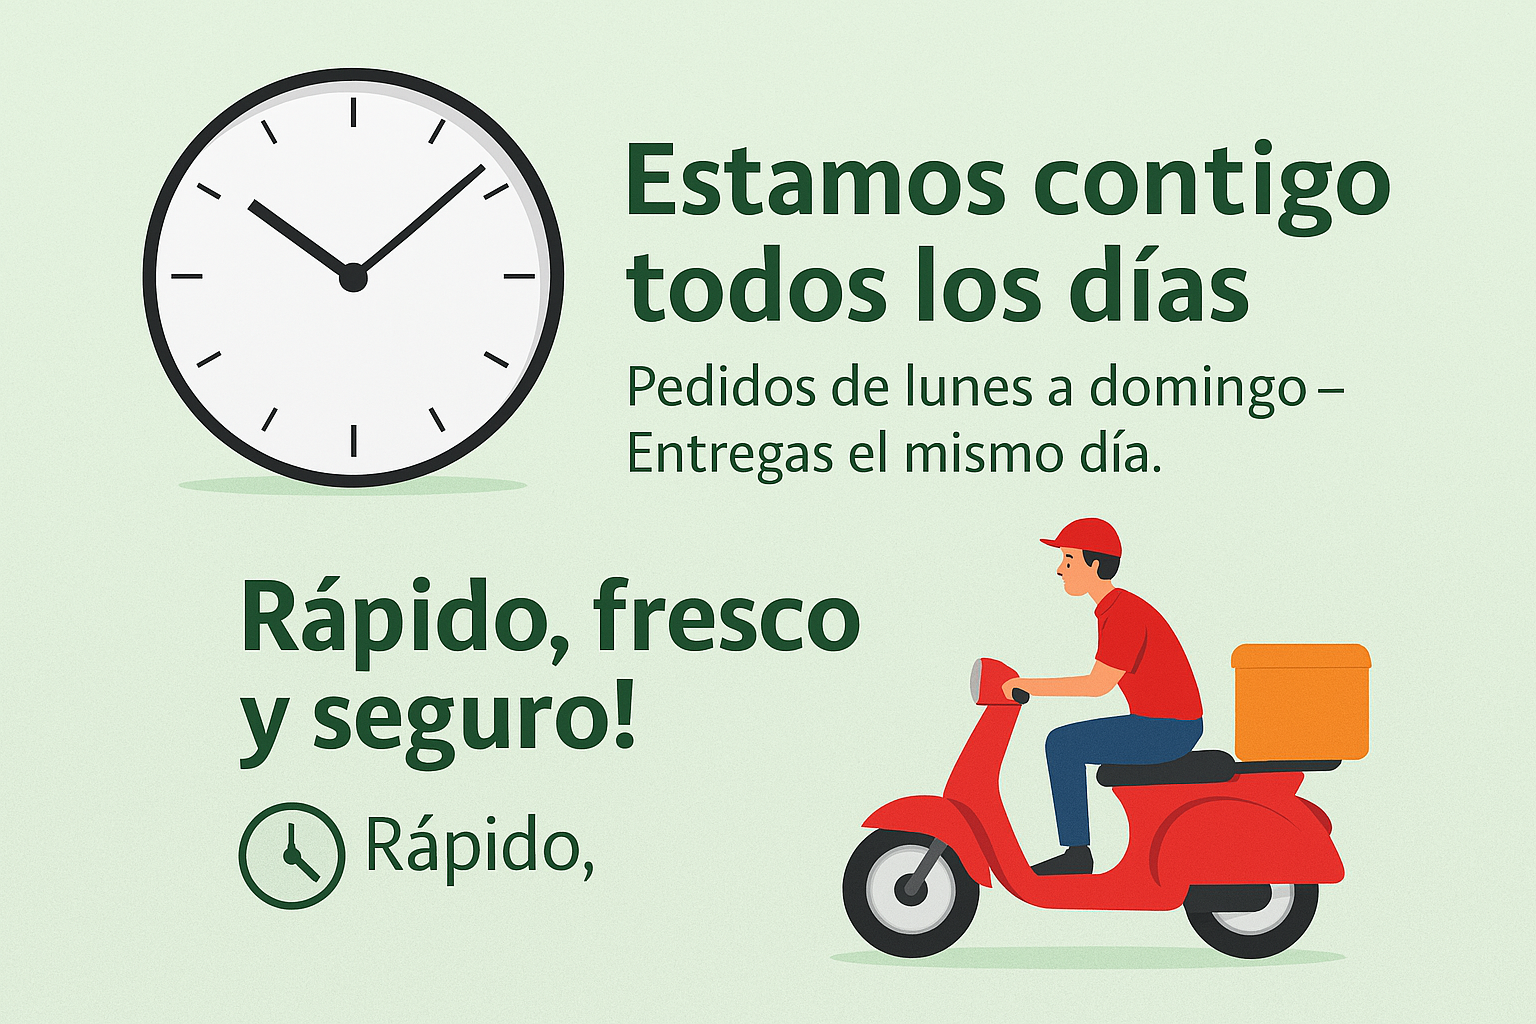 Estamos contigo
todos los días
Pedidos de lunes a domingo –
Entregas el mismo día.
Rápido, fresco
y seguro!
Rápido,